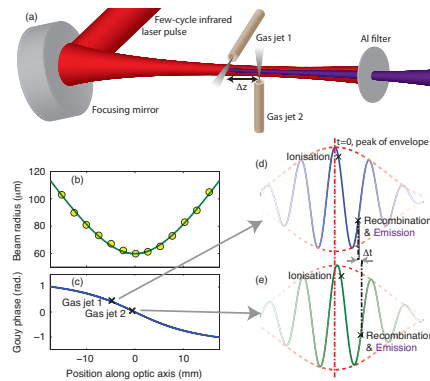 (a)
Few-cycle infrared
laser pulse
Gas jet 1
Al filter
Δz
Focusing mirror
Gas jet 2
t=0, peak of envelope
(d)
Ionisation
Recombination
& Emission
Δt
(e)
Ionisation
Recombination
& Emission
(b)
Beam radius (μm)
120
100
80
60
(c)
Gouy phase (rad.)
1
0
−1
Gas jet 1
Gas jet 2
−10
0
10
Position along optic axis (mm)